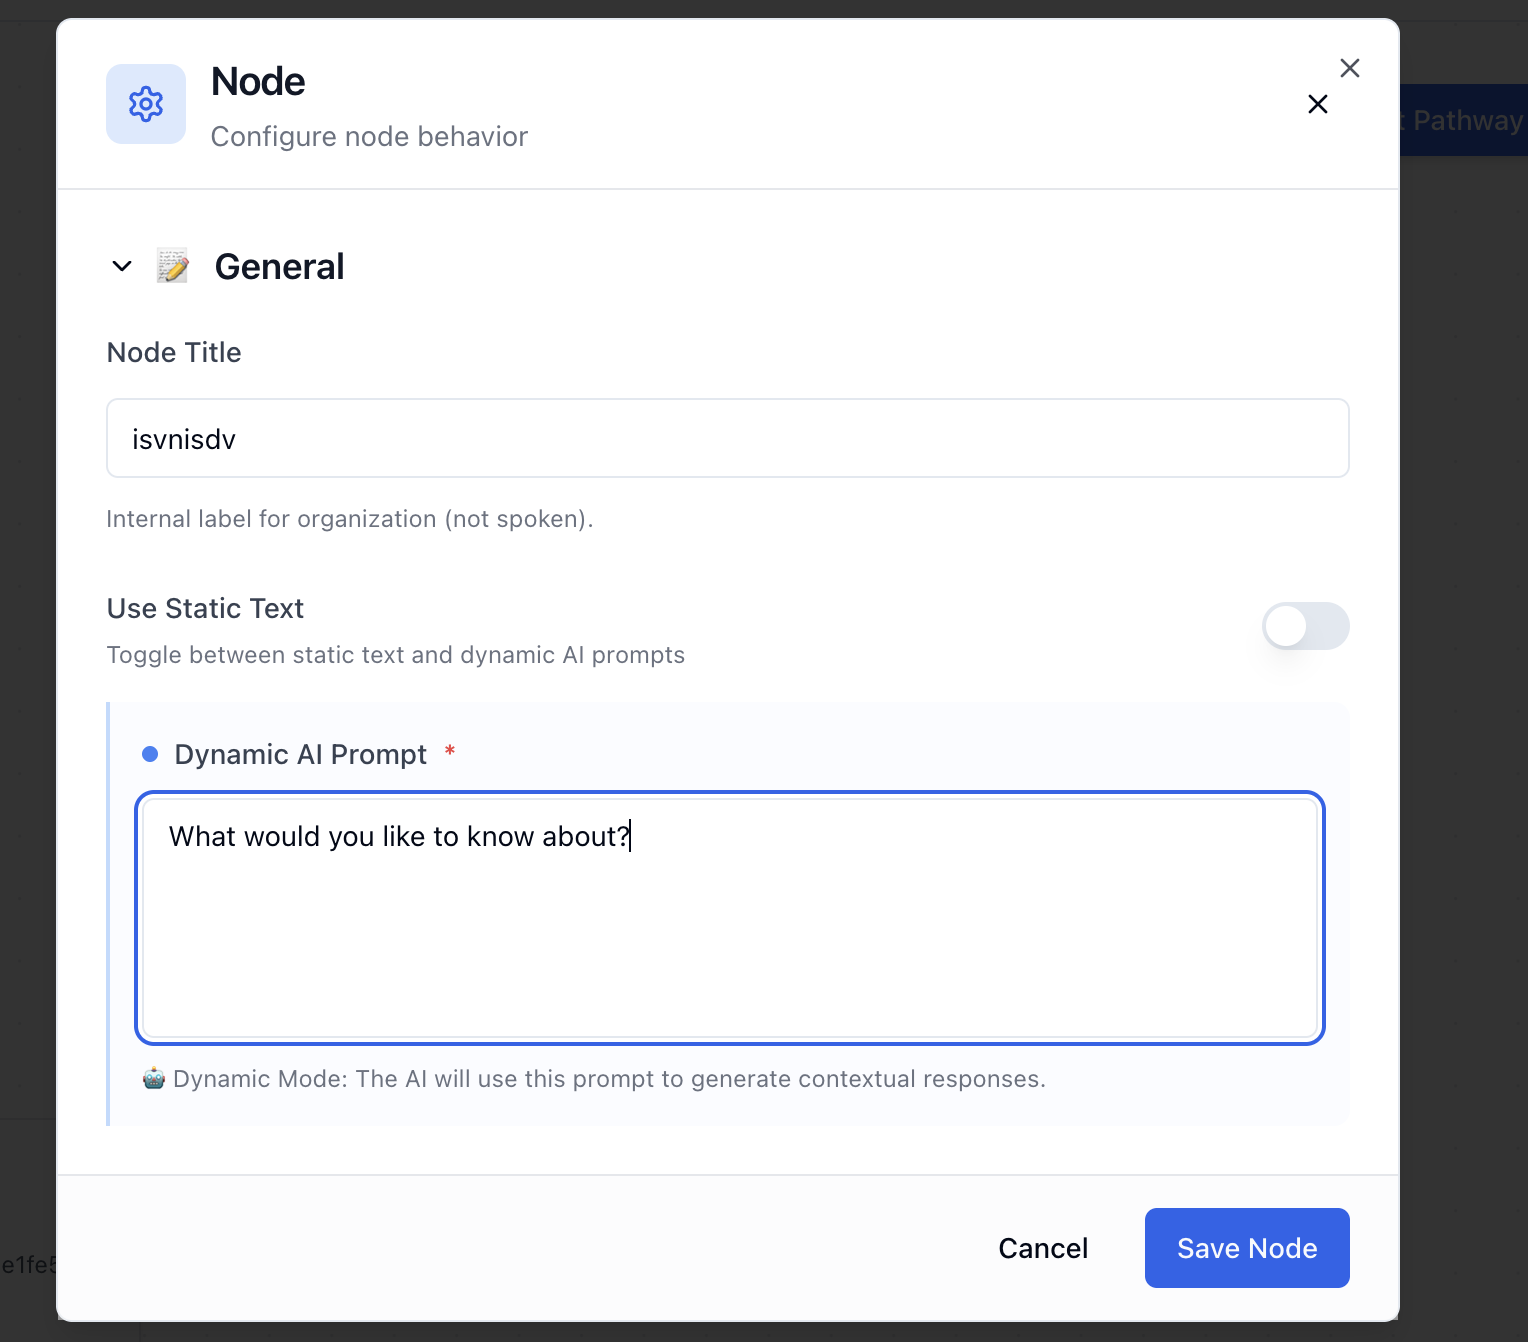 Node
Configure node behavior
t Pathway
General
Node Title
isvnisdv
Internal label for organization (not spoken).
Use Static Text
Toggle between static text and dynamic AI prompts
Dynamic AI Prompt *
What would you like to know about?
Dynamic Mode: The AI will use this prompt to generate contextual responses.
Cancel
Save Node
e1fe5